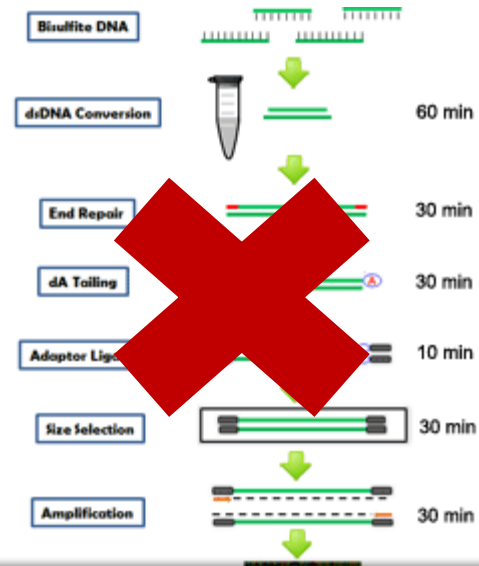 Bisulfite DNA
dsDNA Conversion 60 min
End Repair 30 min
dA Tailing A 30 min
Adaptor 10 min
Size Selection 30 min
Amplification 30 min